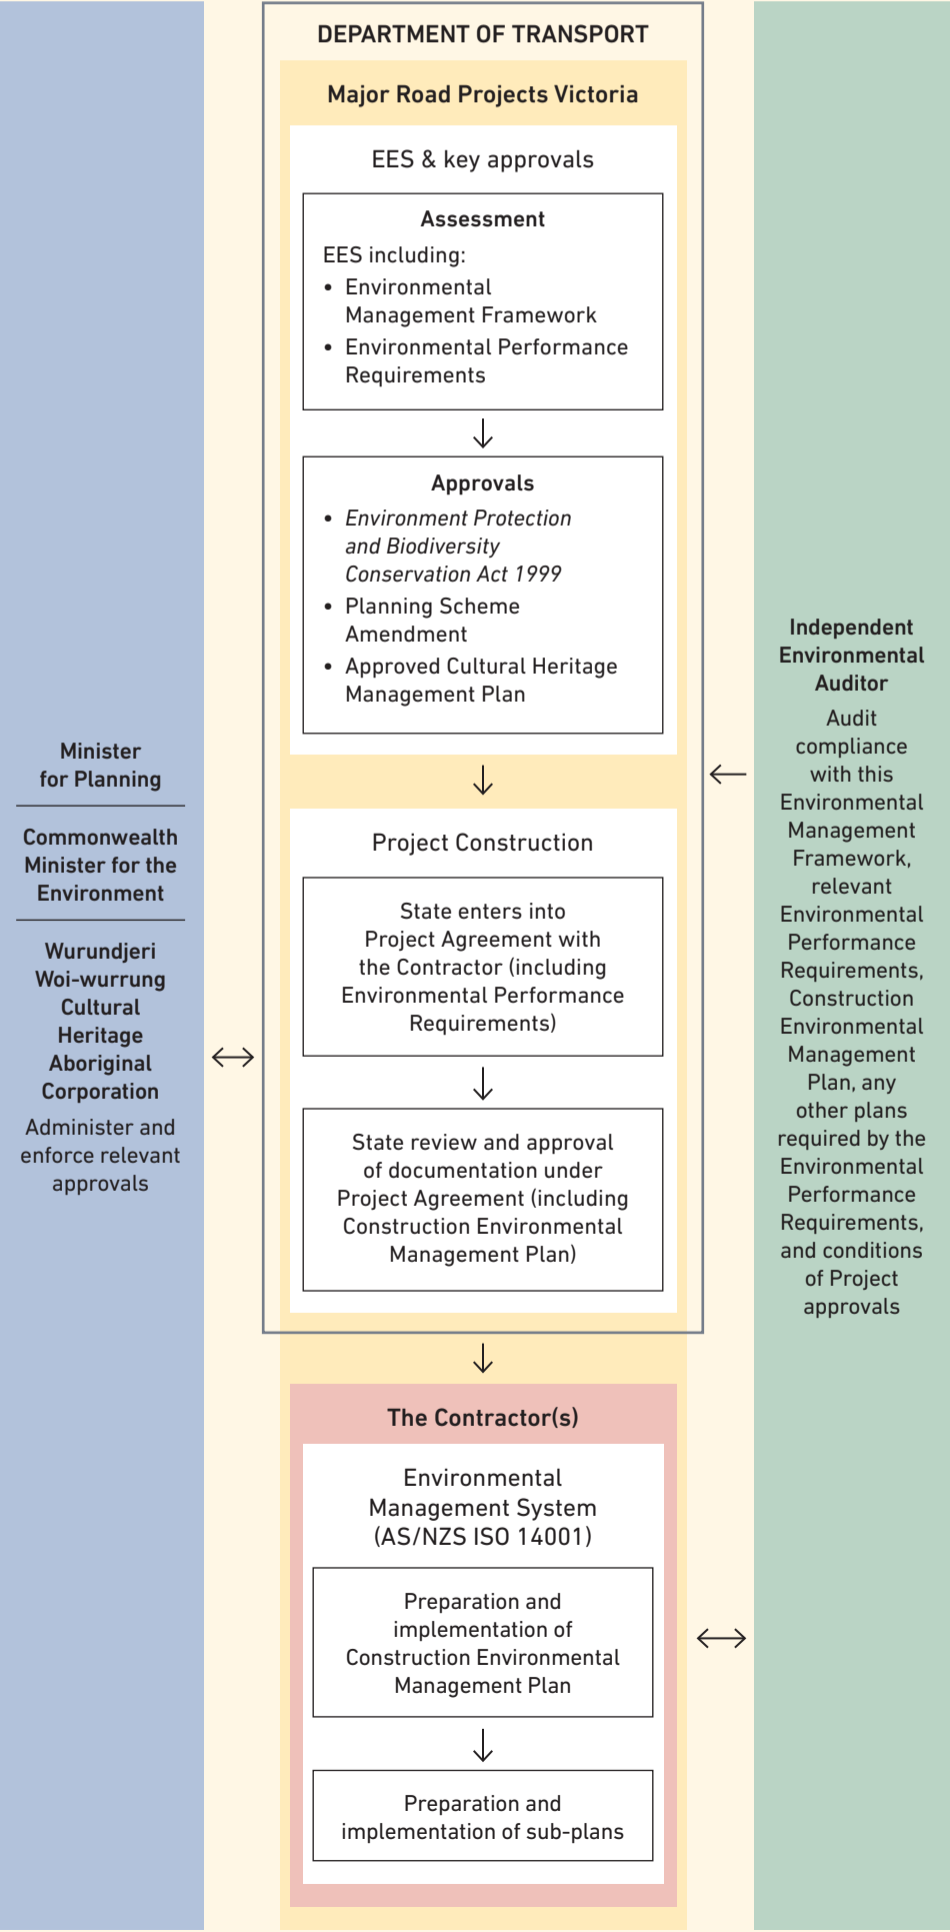 DEPARTMENT OF TRANSPORT
Major Road Projects Victoria
EES & key approvals
Assessment
EES including:
• Environmental
Management Framework
• Environmental Performance
Requirements
Approvals
• Environment Protection
and Biodiversity
Conservation Act 1999
• Planning Scheme
Amendment
• Approved Cultural Heritage
Management Plan
Project Construction
State enters into
Project Agreement with
the Contractor (including
Environmental Performance
Requirements)
State review and approval
of documentation under
Project Agreement (including
Construction Environmental
Management Plan)
The Contractor(s)
Environmental
Management System
(AS/NZS ISO 14001)
Preparation and
implementation of
Construction Environmental
Management Plan
Preparation and
implementation of sub-plans
Minister
for Planning
Commonwealth
Minister for the
Environment
Wurundjeri
Woi-wurrung
Cultural
Heritage
Aboriginal
Corporation
Administer and
enforce relevant
approvals
Independent
Environmental
Auditor
Audit
compliance
with this
Environmental
Management
Framework,
relevant
Environmental
Performance
Requirements,
Construction
Environmental
Management
Plan, any
other plans
required by the
Environmental
Performance
Requirements,
and conditions
of Project
approvals